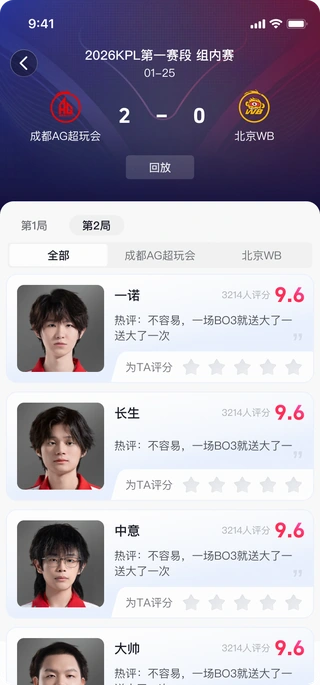 9:41
2026KPL第一赛段 组内赛
01-25
成都AG超玩会
2 - 0
WB
北京WB
回放
第1局
第2局
全部
成都AG超玩会
北京WB
一诺
3214人评分 9.6
热评：不容易，一场BO3就送大了一
送大了一次
为TA评分
长生
3214人评分 9.6
热评：不容易，一场BO3就送大了一
为TA评分
中意
3214人评分 9.6
热评：不容易，一场BO3就送大了一
送大了一次
为TA评分
大帅
3214人评分 9.6
热评：不容易，一场BO3就送大了一